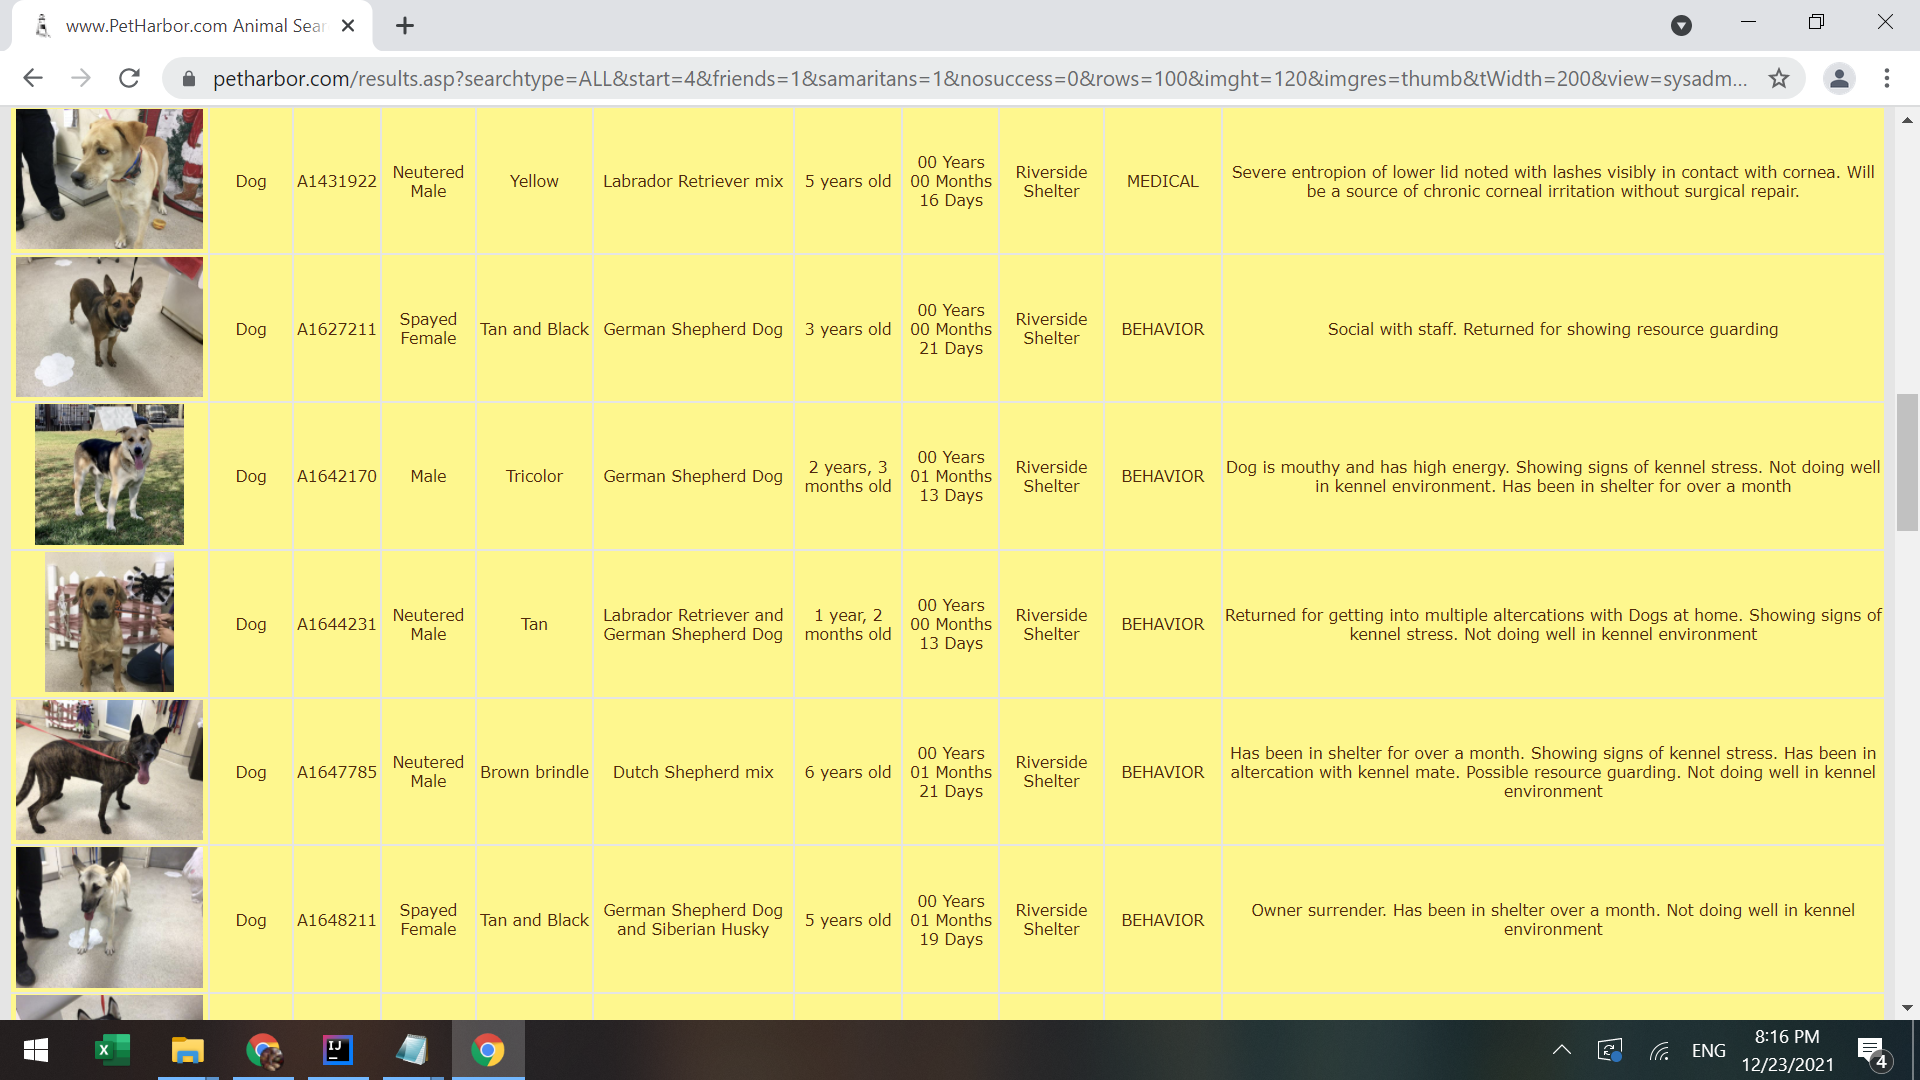 www.PetHarbor.com Animal Sear
petharbor.com/results.asp?searchtype=ALL&start=4&friends=1&samaritans=1&nosuccess=0&rows=100&imght=120&imgres=thumb&tWidth=200&view=sysadm...
Dog
A1431922
Neutered
Male
Yellow
Labrador Retriever mix
5 years old
00 Years
00 Months
16 Days
Riverside
Shelter
MEDICAL
Severe entropion of lower lid noted with lashes visibly in contact with cornea. Will
be a source of chronic corneal irritation without surgical repair.
Dog
A1627211
Spayed
Female
Tan and Black
German Shepherd Dog
3 years old
00 Years
00 Months
21 Days
Riverside
Shelter
BEHAVIOR
Social with staff. Returned for showing resource guarding
Dog
A1642170
Male
Tricolor
German Shepherd Dog
2 years, 3
months old
00 Years
01 Months
13 Days
Riverside
Shelter
BEHAVIOR
Dog is mouthy and has high energy. Showing signs of kennel stress. Not doing well
in kennel environment. Has been in shelter for over a month
Dog
A1644231
Neutered
Male
Tan
Labrador Retriever and
German Shepherd Dog
1 year, 2
months old
00 Years
00 Months
13 Days
Riverside
Shelter
BEHAVIOR
Returned for getting into multiple altercations with Dogs at home. Showing signs of
kennel stress. Not doing well in kennel environment
Dog
A1647785
Neutered
Male
Brown brindle
Dutch Shepherd mix
6 years old
00 Years
01 Months
21 Days
Riverside
Shelter
BEHAVIOR
Has been in shelter for over a month. Showing signs of kennel stress. Has been in
altercation with kennel mate. Possible resource guarding. Not doing well in kennel
environment
Dog
A1648211
Spayed
Female
Tan and Black
German Shepherd Dog
and Siberian Husky
5 years old
00 Years
01 Months
19 Days
Riverside
Shelter
BEHAVIOR
Owner surrender. Has been in shelter over a month. Not doing well in kennel
environment
ENG
8:16 PM
12/23/2021
4